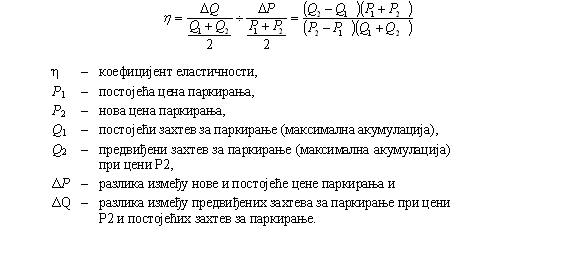 η = ΔQ / ((Q₁ + Q₂) / 2) ÷ ΔP / ((P₁ + P₂) / 2) = (Q₂ − Q₁ )(P₁ + P₂ ) / (P₂ − P₁ )(Q₁ + Q₂ )
η – коефицијент еластичности,
P₁ – постојећа цена паркирања,
P₂ – нова цена паркирања,
Q₁ – постојећи захтев за паркирање (максимална акумулација),
Q₂ – предвиђени захтев за паркирање (максимална акумулација)
при цени P2,
ΔP – разлика између нове и постојеће цене паркирања и
ΔQ – разлика између предвиђених захтева за паркирање при цени
P2 и постојећих захтев за паркирање.